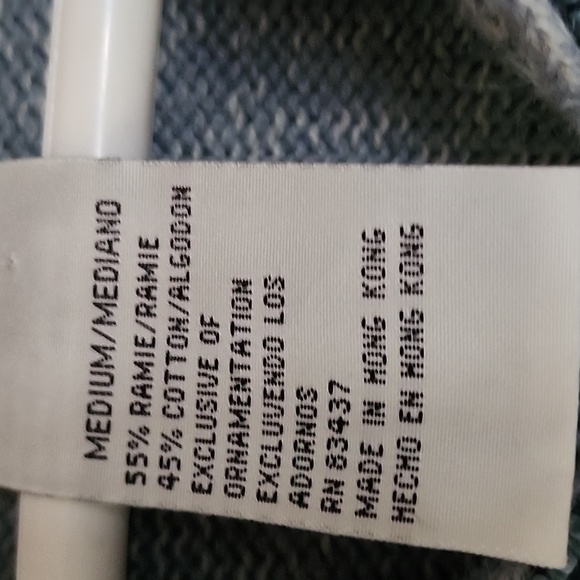 MEDIUM/MEDIANO
55% RAMIE/RAMIE
45% COTTON/ALGODON
EXCLUSIVE OF
ORNAMENTATION
EXCLUYENDO LOS
ADORNOS
RN 83437
MADE IN HONG KONG
HECHO EN HONG KONG